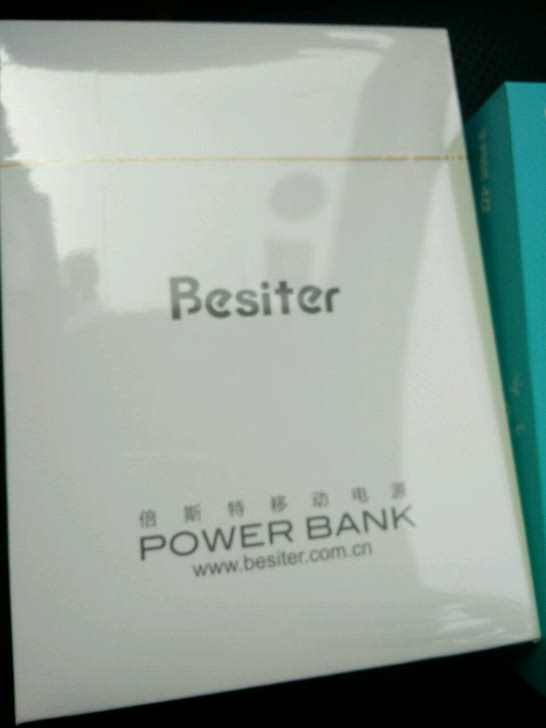 Besiter
倍斯特移动电源
POWER BANK
www.besiter.com.cn